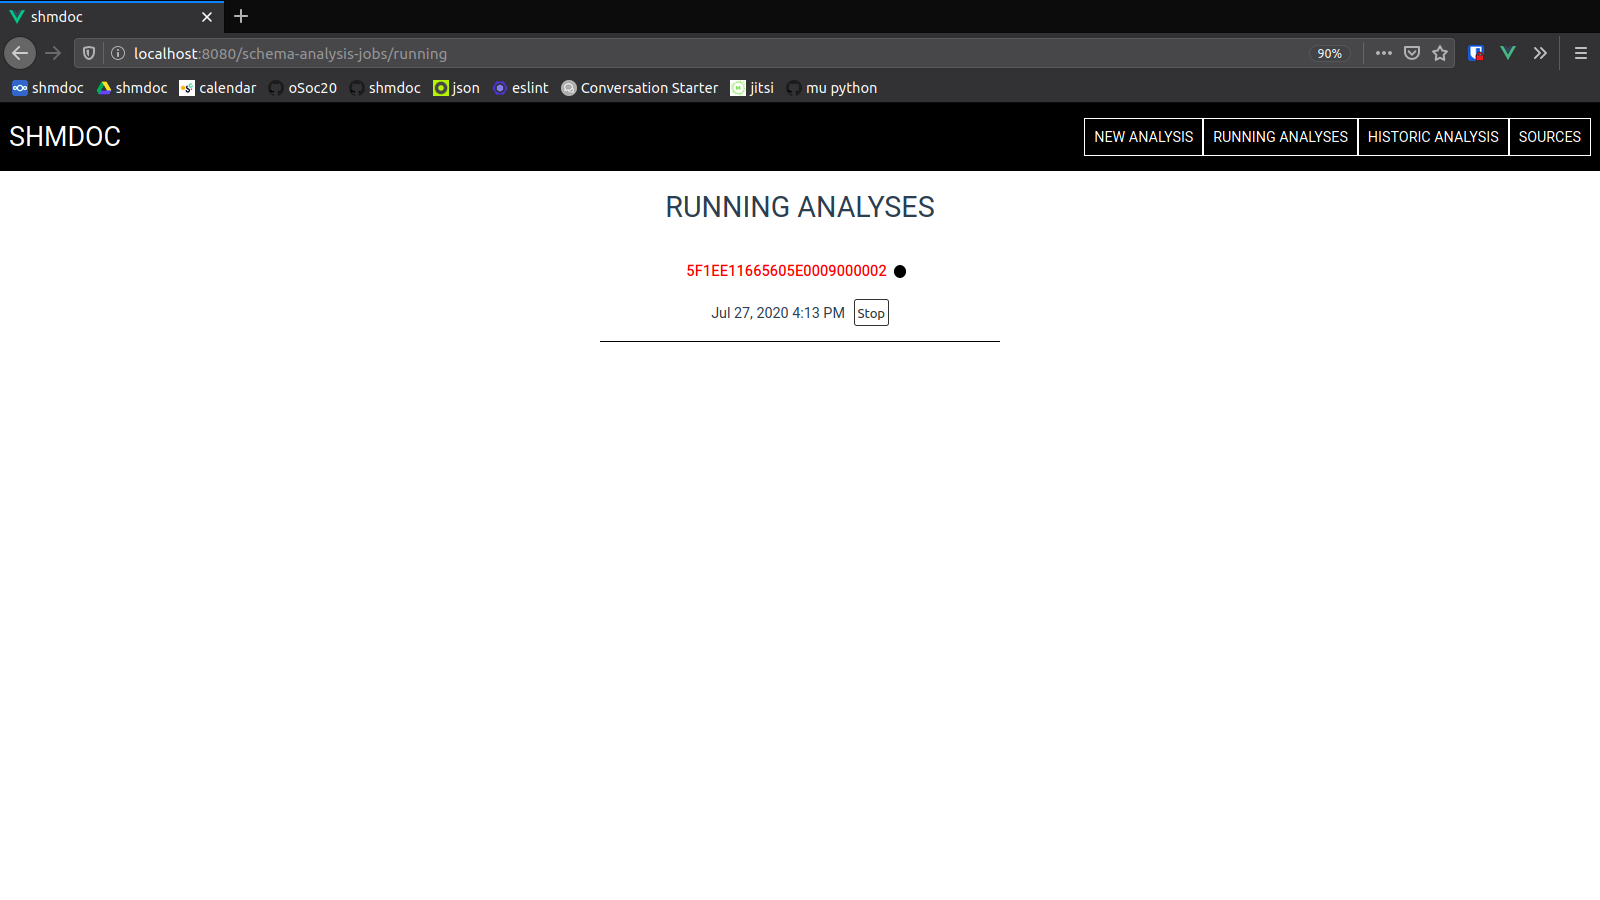 shmdoc
localhost:8080/schema-analysis-jobs/running 90%
shmdoc shmdoc calendar oSoc20 shmdoc json eslint Conversation Starter jitsi mu python
SHMDOC NEW ANALYSIS RUNNING ANALYSES HISTORIC ANALYSIS SOURCES
RUNNING ANALYSES
5F1EE11665605E0009000002
Jul 27, 2020 4:13 PM Stop